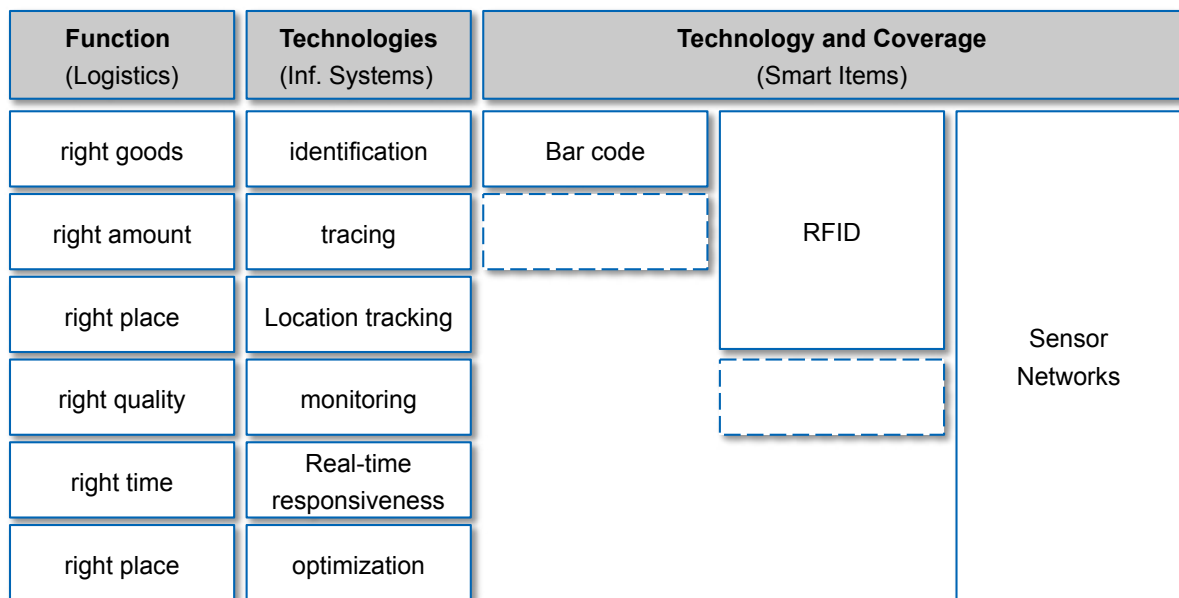 Function
(Logistics)
Technologies
(Inf. Systems)
Technology and Coverage
(Smart Items)
right goods
identification
Bar code
right amount
tracing
RFID
right place
Location tracking
Sensor
Networks
right quality
monitoring
right time
Real-time
responsiveness
right place
optimization